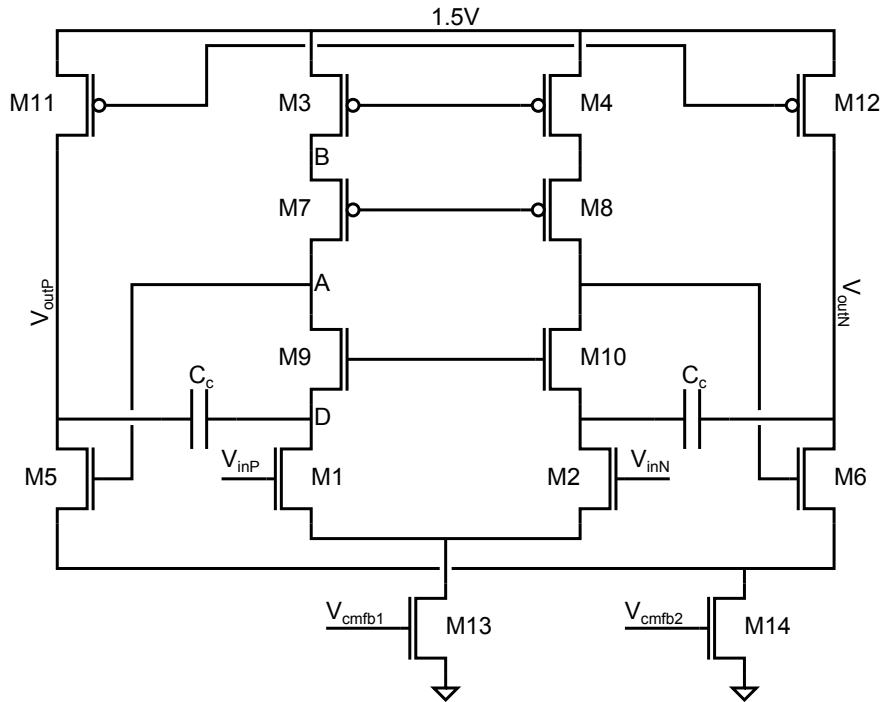 1.5V
M11
M3
M4
M12
B
M7
M8
A
V_outP
V_outN
M9
M10
C_c
C_c
D
M5
V_inP
M1
M2
V_inN
M6
V_cmfb1
M13
V_cmfb2
M14